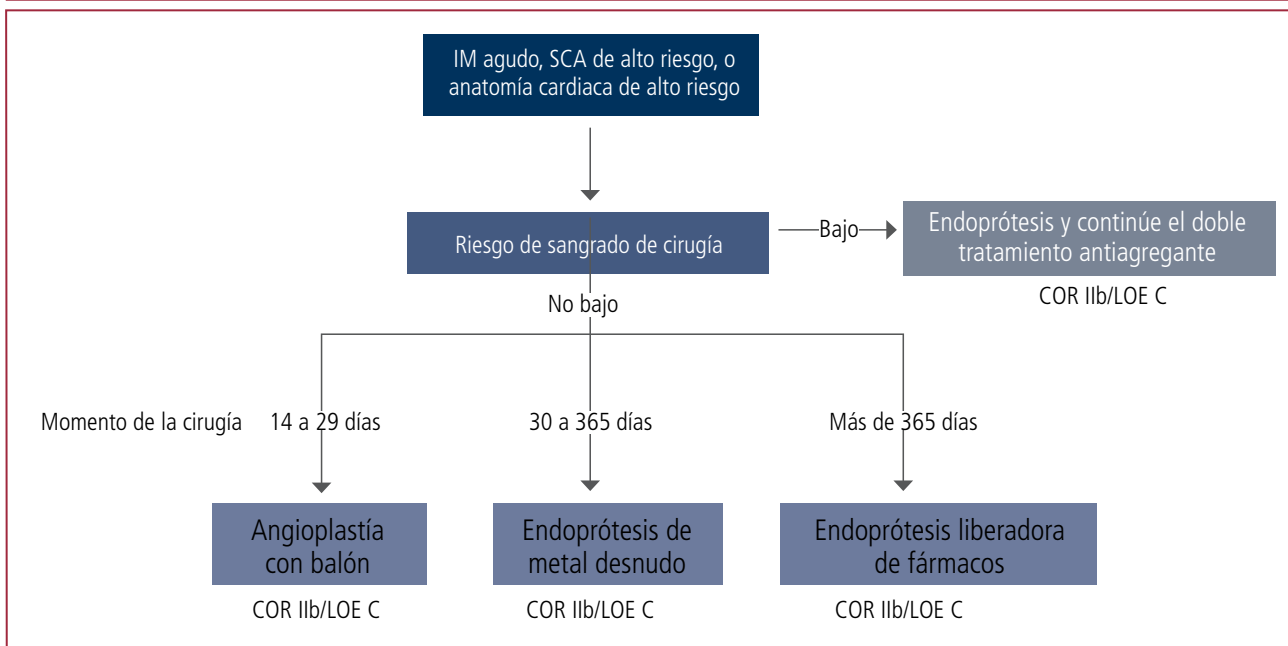 IM agudo, SCA de alto riesgo, o
anatomía cardiaca de alto riesgo
Riesgo de sangrado de cirugía
Bajo
Endoprótesis y continúe el doble
tratamiento antiagregante
COR IIb/LOE C
No bajo
Momento de la cirugía
14 a 29 días
30 a 365 días
Más de 365 días
Angioplastía
con balón
COR IIb/LOE C
Endoprótesis de
metal desnudo
COR IIb/LOE C
Endoprótesis liberadora
de fármacos
COR IIb/LOE C